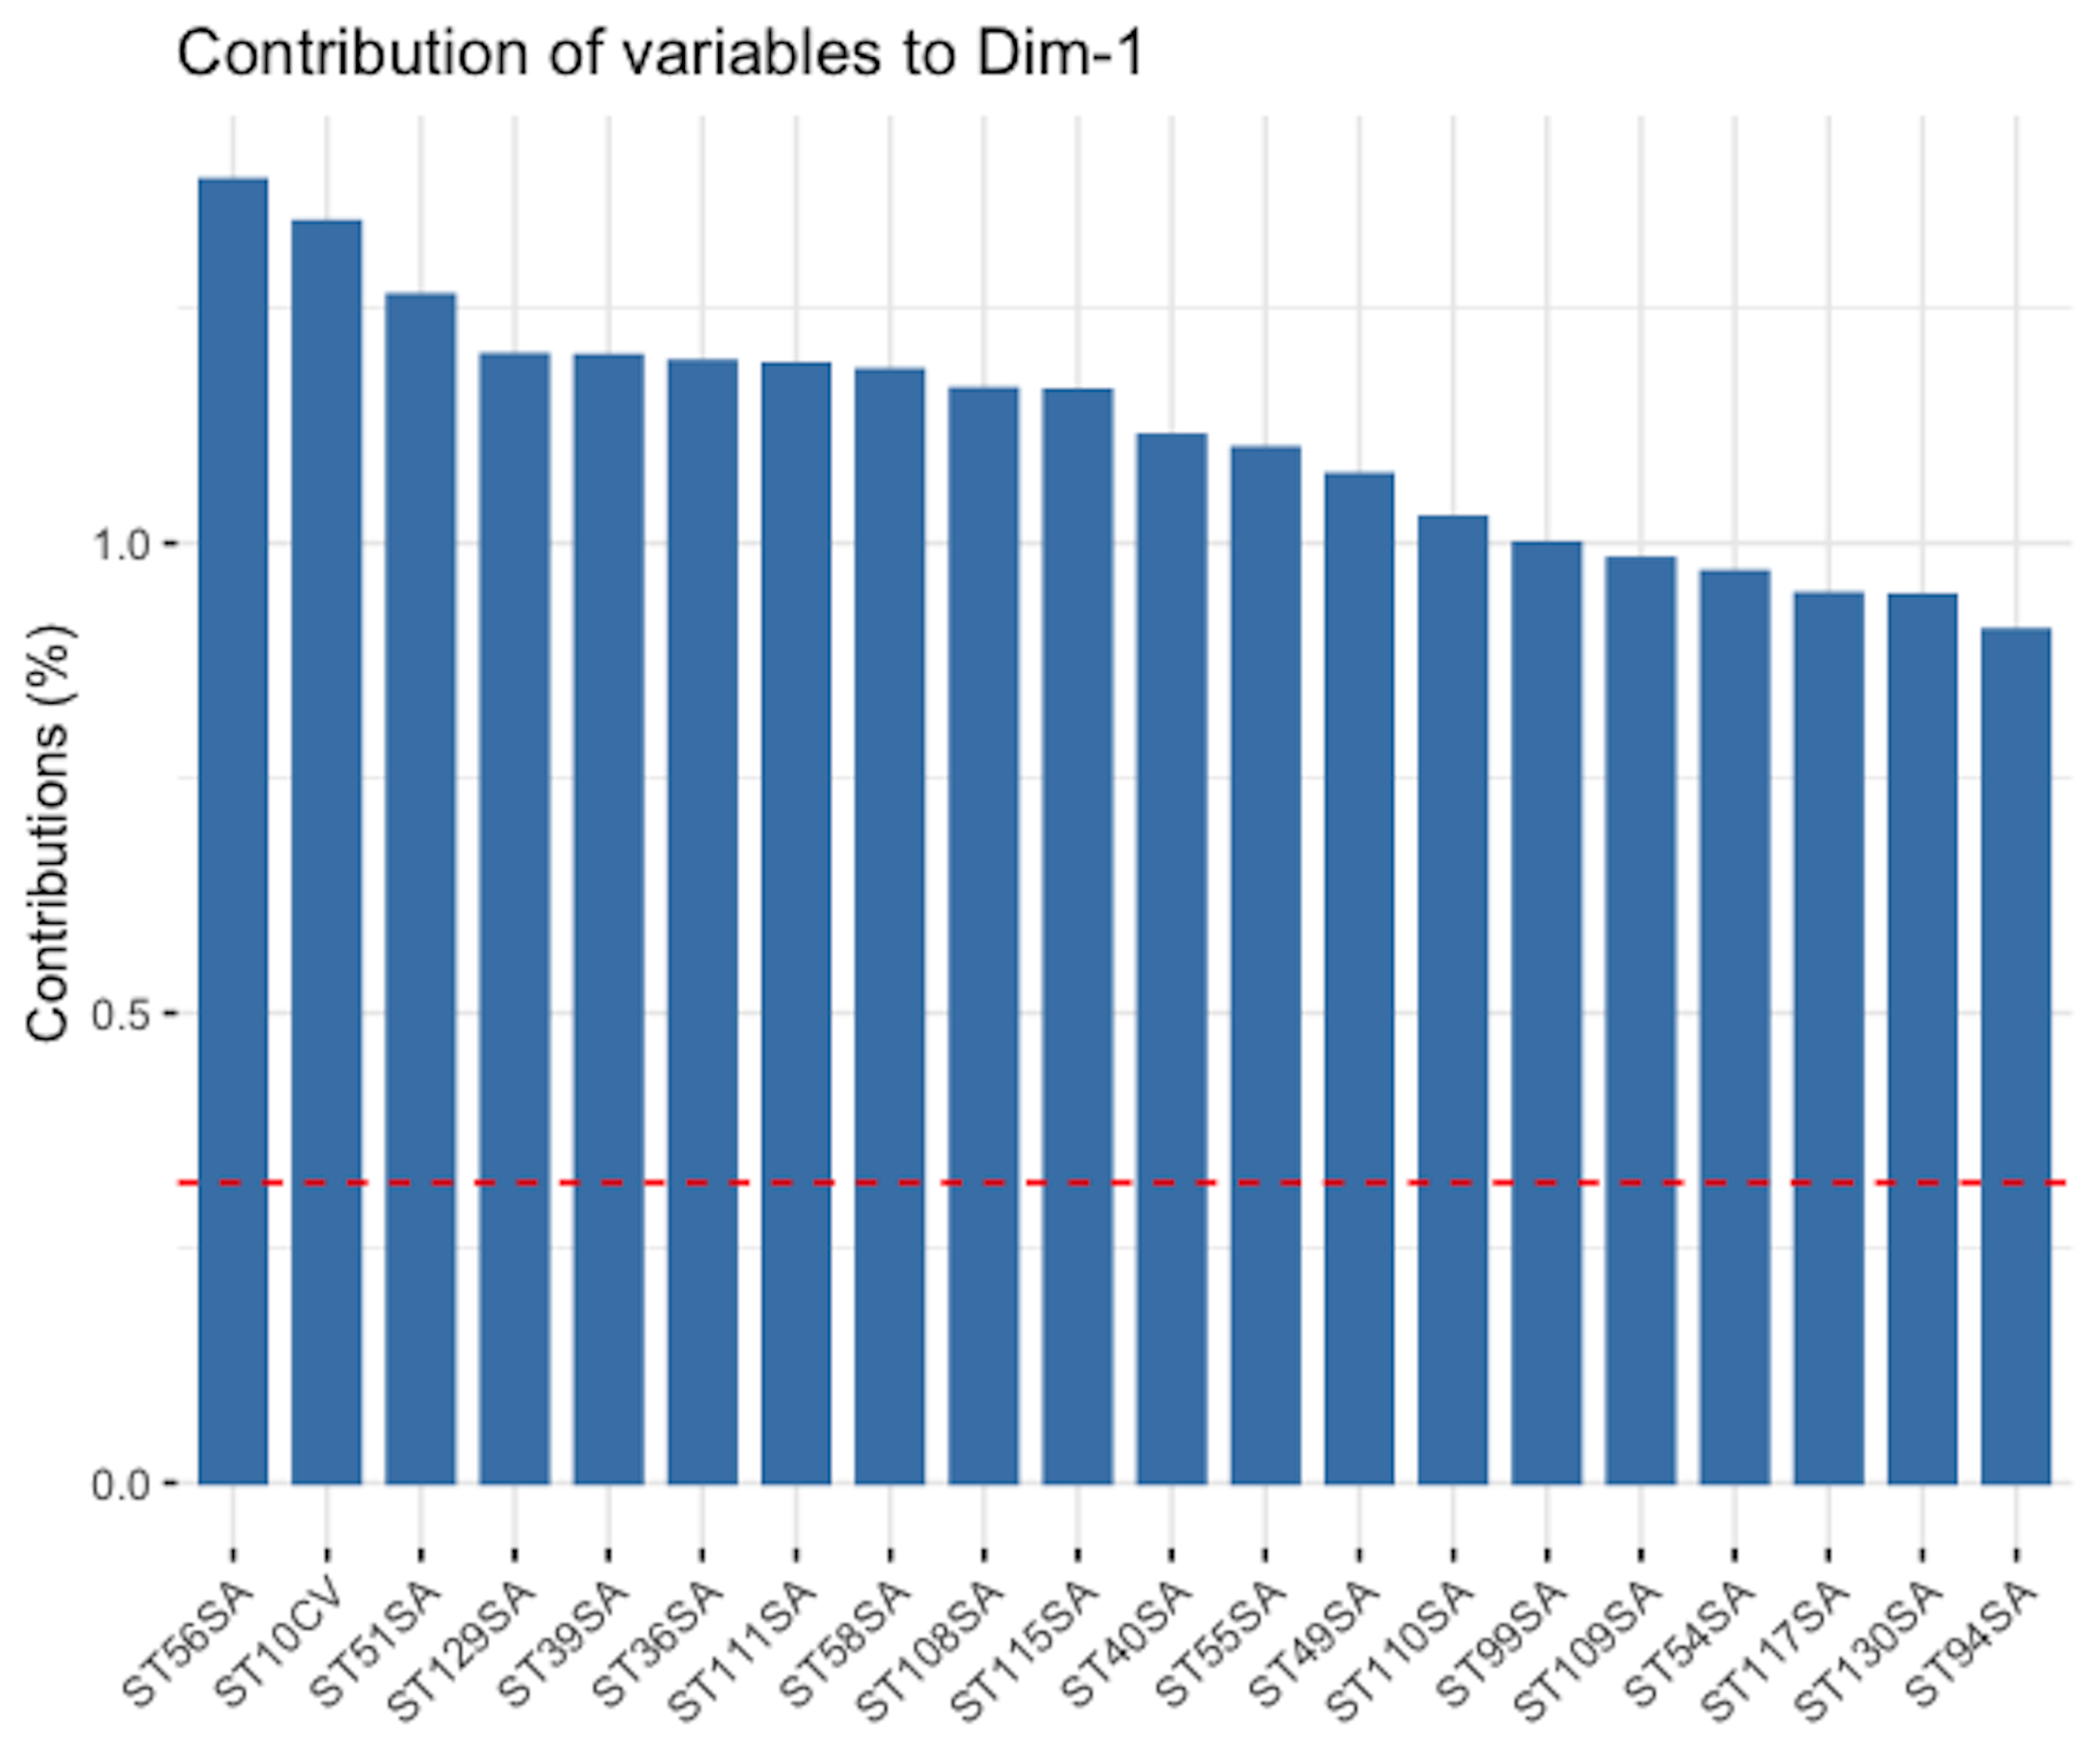 Contribution of variables to Dim-1
Contributions (%)
1.0
0.5
0.0
ST56SA
ST10CV
ST51SA
ST129SA
ST39SA
ST36SA
ST111SA
ST58SA
ST108SA
ST115SA
ST40SA
ST55SA
ST49SA
ST110SA
ST99SA
ST109SA
ST54SA
ST117SA
ST130SA
ST94SA